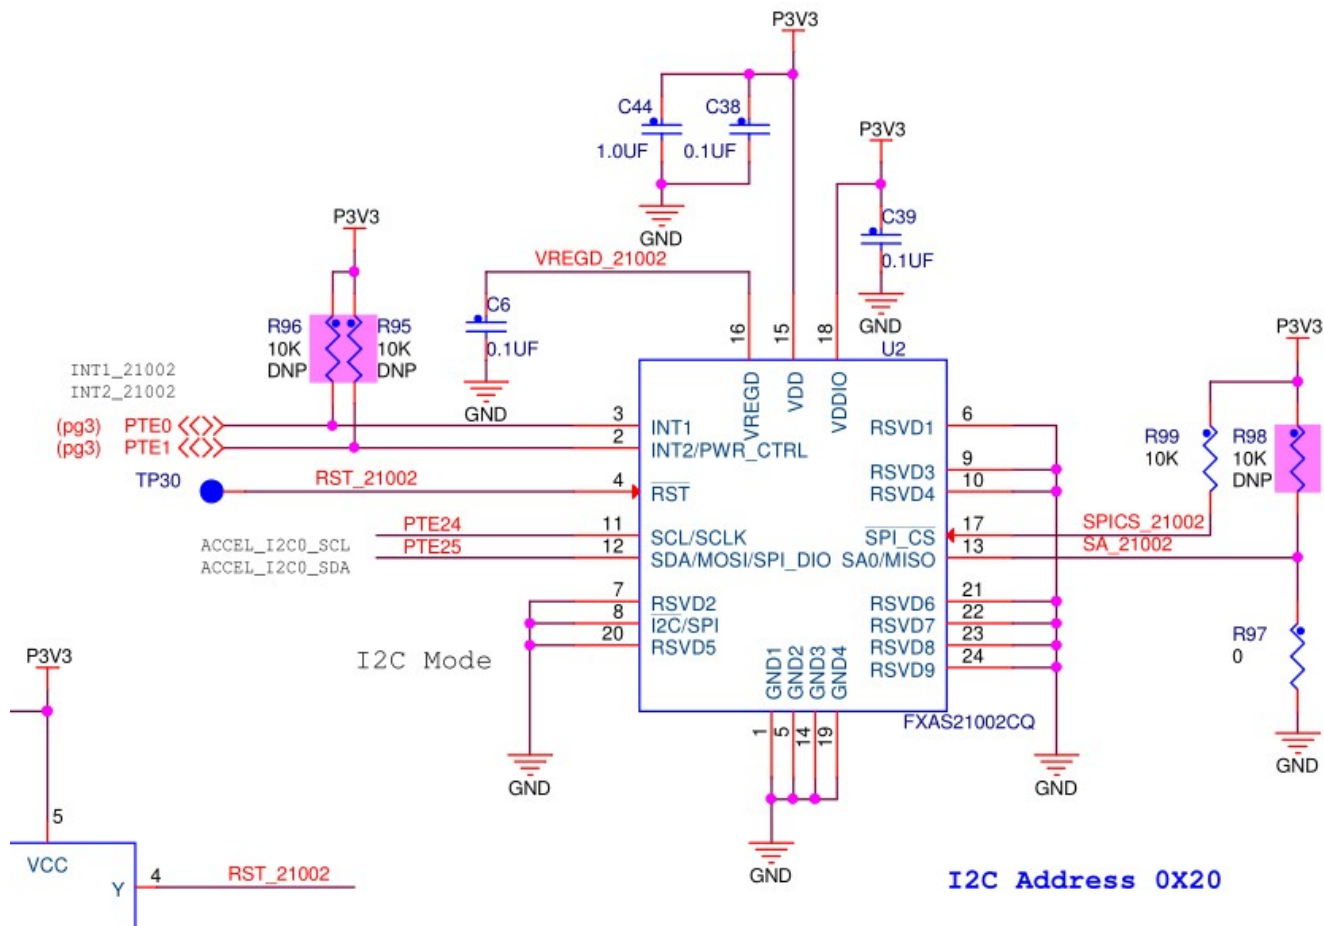 P3V3
C44
C38
1.0UF
0.1UF
GND
P3V3
C39
0.1UF
GND
P3V3
VREGD_21002
C6
0.1UF
GND
R96
10K
DNP
R95
10K
DNP
INT1_21002
INT2_21002
(pg3) PTE0
(pg3) PTE1
TP30
RST_21002
PTE24
PTE25
ACCEL_I2C0_SCL
ACCEL_I2C0_SDA
I2C Mode
GND
16
15
18
U2
VREGD
VDD
VDDIO
3
INT1
2
INT2/PWR_CTRL
4
RST
11
SCL/SCLK
12
SDA/MOSI/SPI_DIO
7
RSVD2
8
I2C/SPI
20
RSVD5
RSVD1
6
RSVD3
9
RSVD4
10
SPI_CS
17
SA0/MISO
13
RSVD6
21
RSVD7
22
RSVD8
23
RSVD9
24
GND1
GND2
GND3
GND4
1
5
14
19
GND
FXAS21002CQ
GND
P3V3
R99
10K
R98
10K
DNP
SPICS_21002
SA_21002
R97
0
GND
P3V3
5
VCC
Y
4
RST_21002
I2C Address 0X20